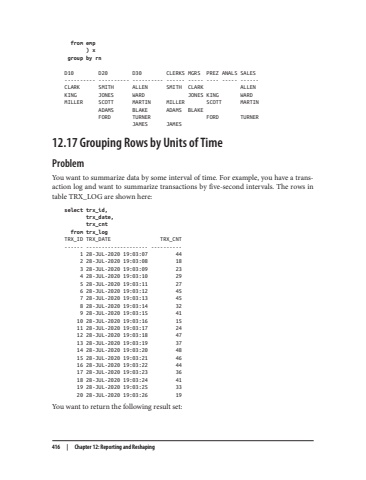 from emp
) x
group by rn
D10 D20 D30 CLERKS MGRS PREZ ANALS SALES
---------- ---------- ---------- ------ ----- ---- ----- ------
CLARK SMITH ALLEN SMITH CLARK ALLEN
KING JONES WARD JONES KING WARD
MILLER SCOTT MARTIN MILLER SCOTT MARTIN
ADAMS BLAKE ADAMS BLAKE
FORD TURNER FORD TURNER
JAMES JAMES
12.17 Grouping Rows by Units of Time
Problem
You want to summarize data by some interval of time. For example, you have a trans-
action log and want to summarize transactions by five-second intervals. The rows in
table TRX_LOG are shown here:
select trx_id,
trx_date,
trx_cnt
from trx_log
TRX_ID TRX_DATE TRX_CNT
------ -------------------- ----------
1 28-JUL-2020 19:03:07 44
2 28-JUL-2020 19:03:08 18
3 28-JUL-2020 19:03:09 23
4 28-JUL-2020 19:03:10 29
5 28-JUL-2020 19:03:11 27
6 28-JUL-2020 19:03:12 45
7 28-JUL-2020 19:03:13 45
8 28-JUL-2020 19:03:14 32
9 28-JUL-2020 19:03:15 41
10 28-JUL-2020 19:03:16 15
11 28-JUL-2020 19:03:17 24
12 28-JUL-2020 19:03:18 47
13 28-JUL-2020 19:03:19 37
14 28-JUL-2020 19:03:20 48
15 28-JUL-2020 19:03:21 46
16 28-JUL-2020 19:03:22 44
17 28-JUL-2020 19:03:23 36
18 28-JUL-2020 19:03:24 41
19 28-JUL-2020 19:03:25 33
20 28-JUL-2020 19:03:26 19
You want to return the following result set:
416 | Chapter 12: Reporting and Reshaping